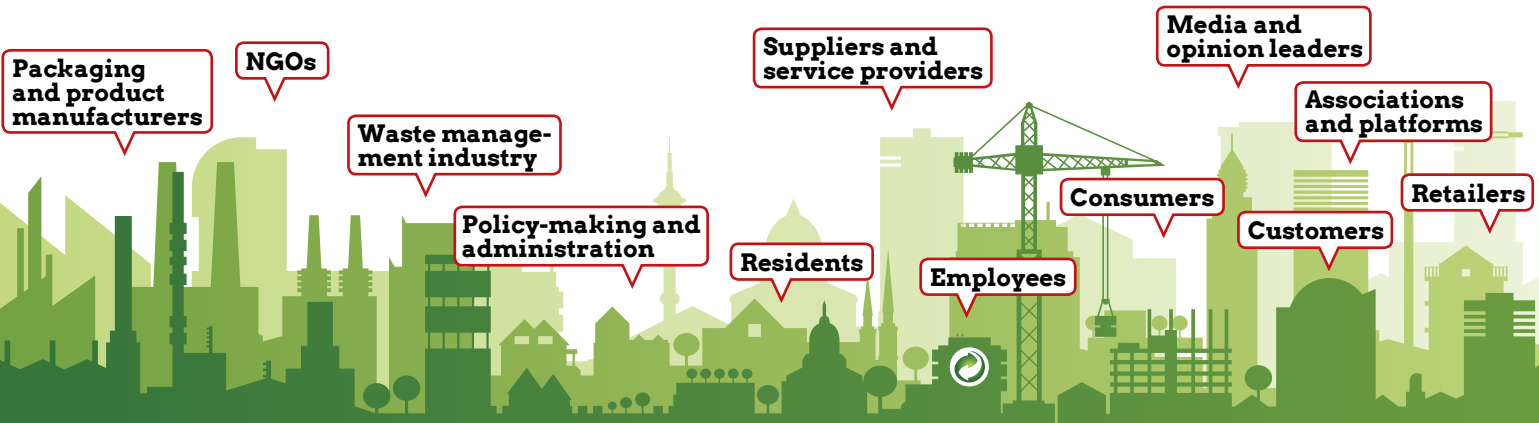 Packaging
and product
manufacturers
NGOs
Waste manage-
ment industry
Policy-making and
administration
Residents
Suppliers and
service providers
Employees
Consumers
Media and
opinion leaders
Associations
and platforms
Customers
Retailers